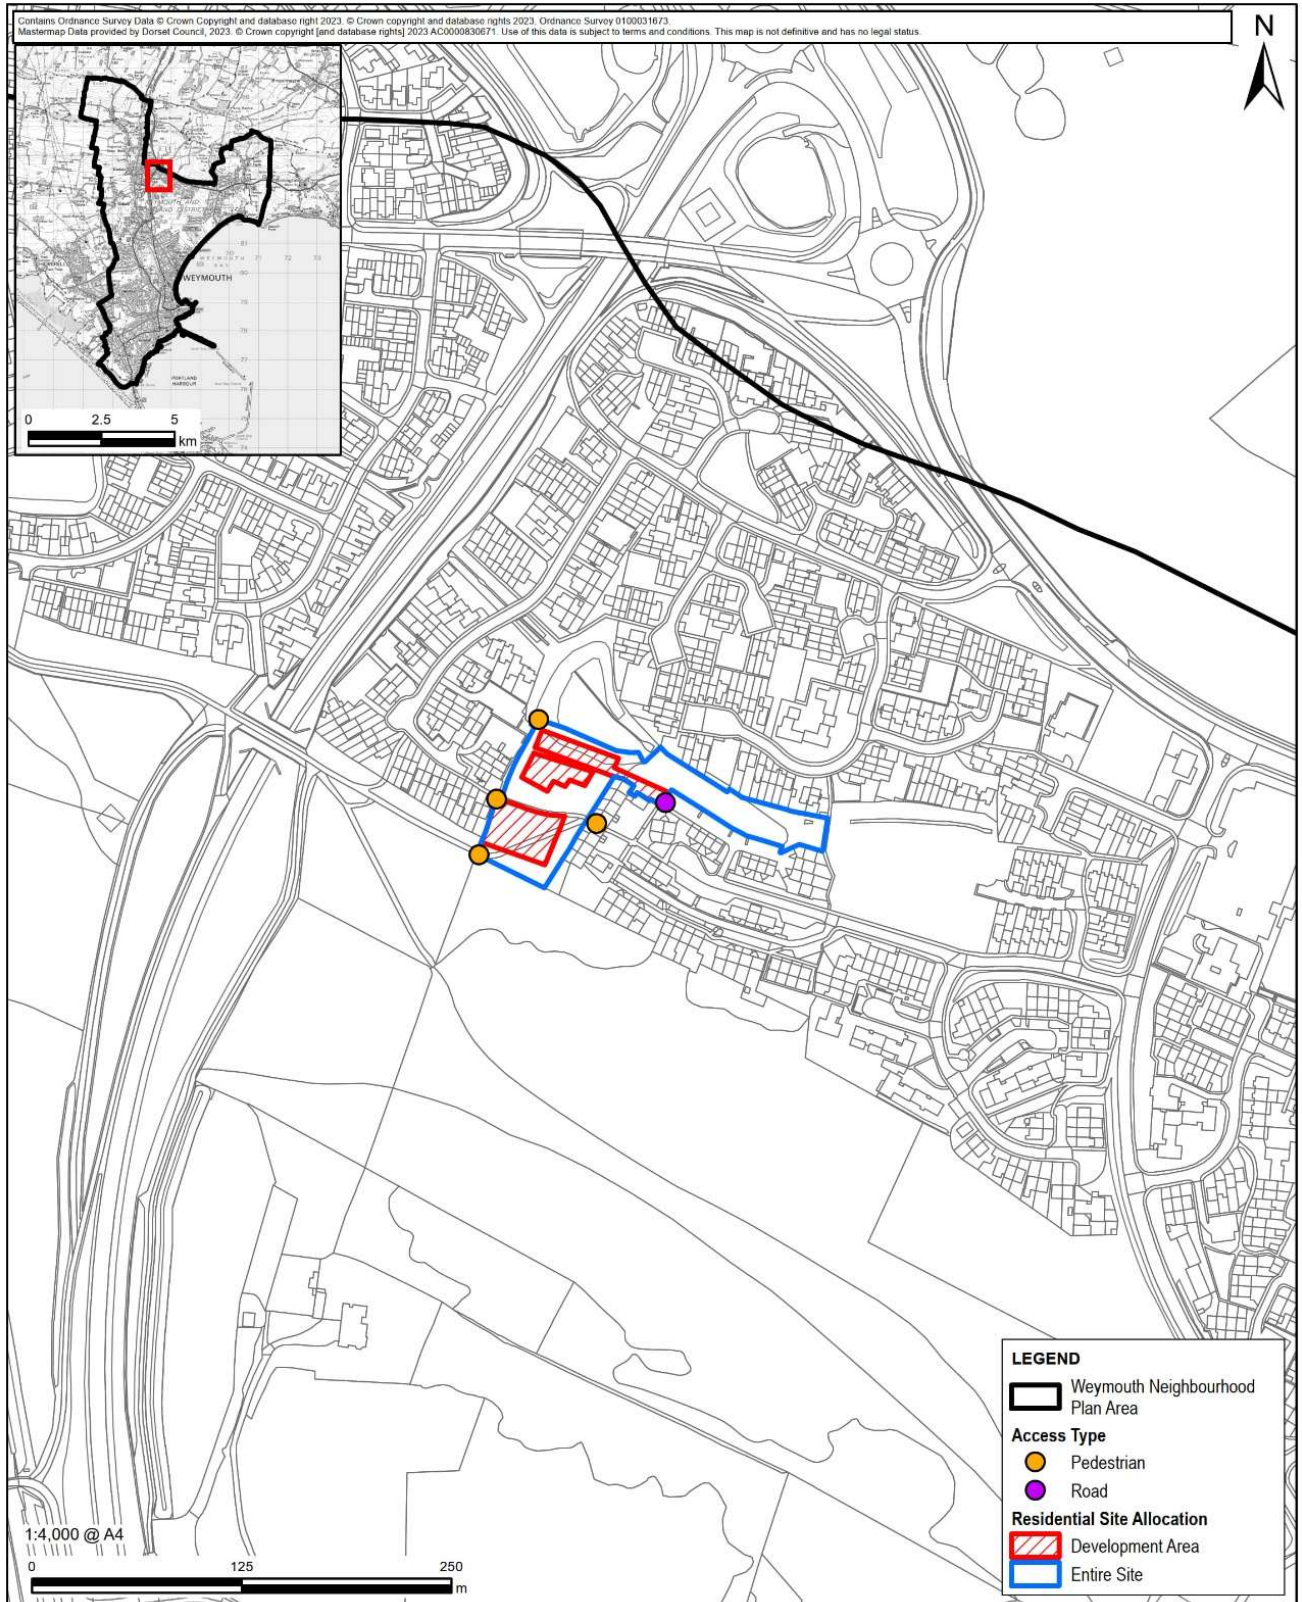 Contains Ordnance Survey Data © Crown Copyright and database right 2023. © Crown copyright and database rights 2023. Ordnance Survey 0100031673.
Mastermap Data provided by Dorset Council, 2023. © Crown copyright [and database rights] 2023 AC0000830671. Use of this data is subject to terms and conditions. This map is not definitive and has no legal status.
N
WEYMOUTH
PORTLAND
HARBOUR
0 2.5 5
km
LEGEND
Weymouth Neighbourhood
Plan Area
Access Type
Pedestrian
Road
Residential Site Allocation
Development Area
Entire Site
1:4,000 @ A4
0 125 250
m